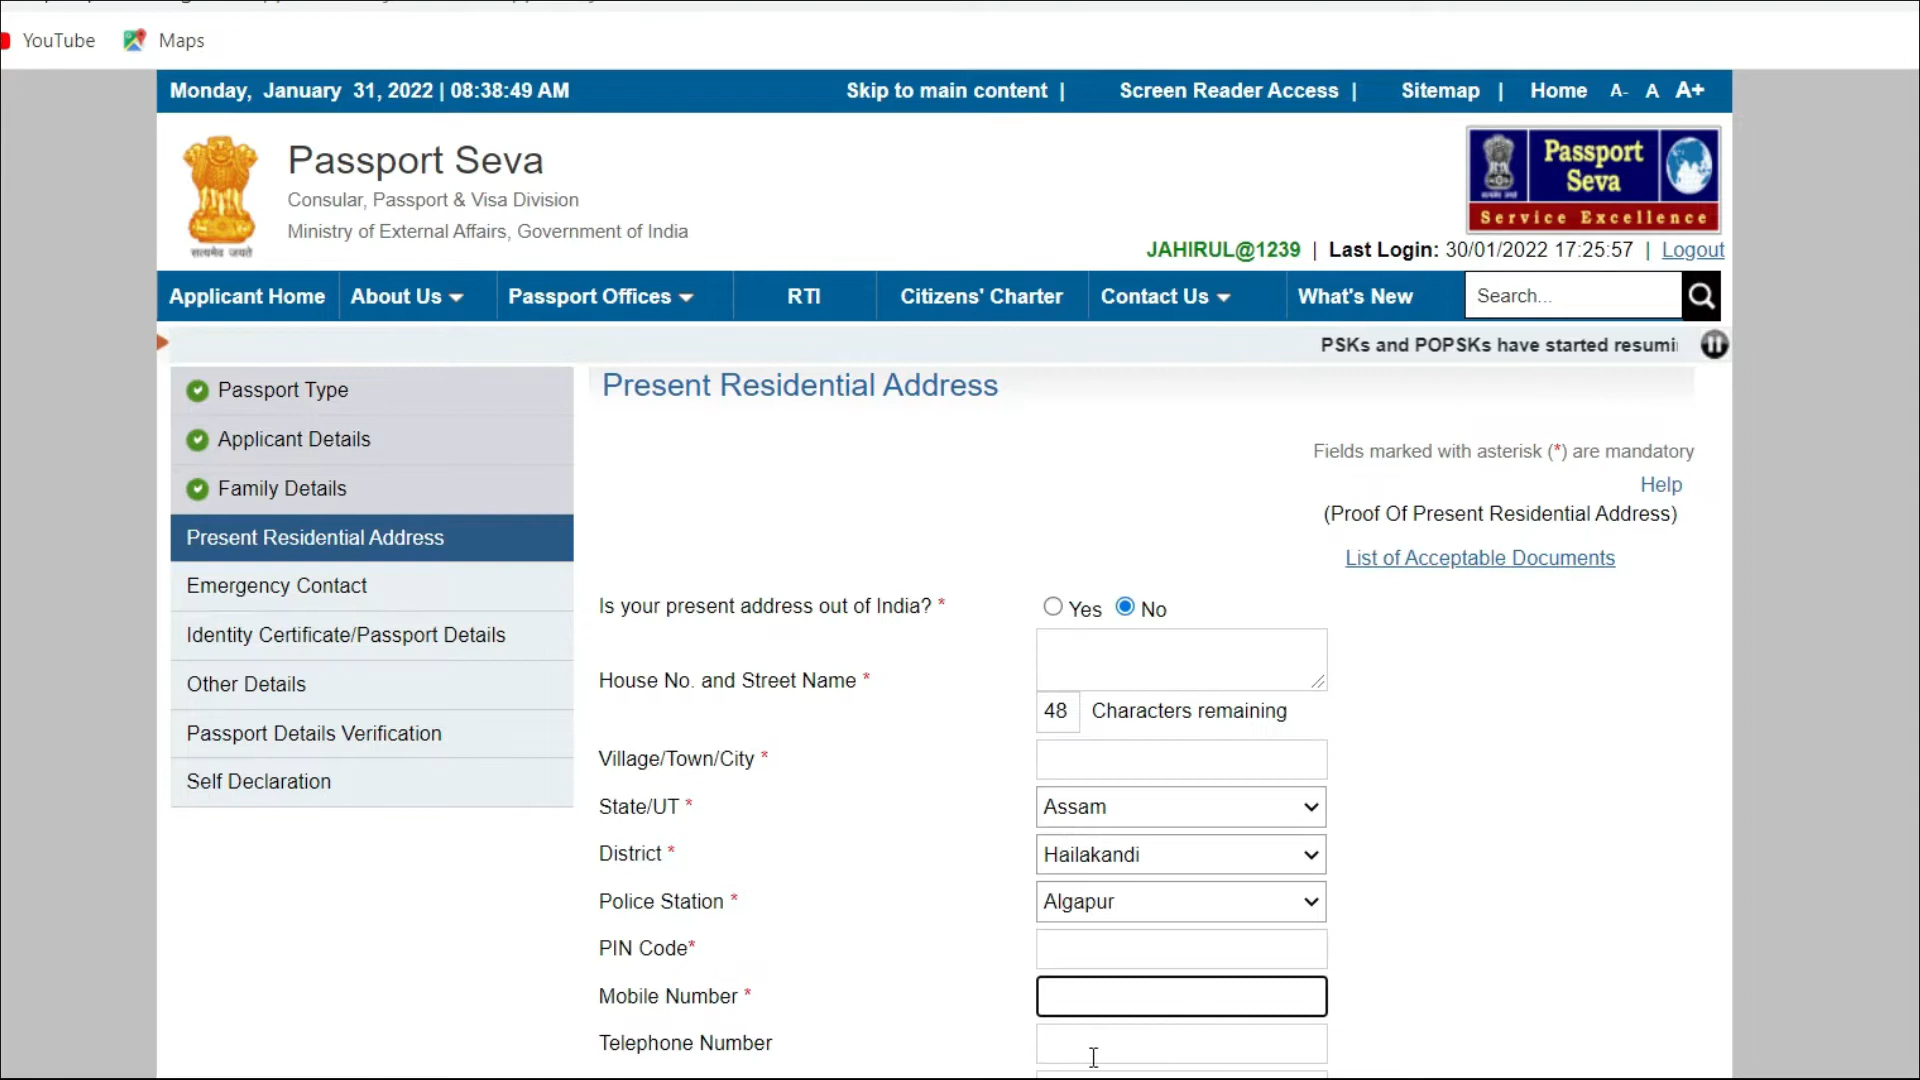 YouTube Maps
Monday, January 31, 2022 | 08:38:49 AM Skip to main content | Screen Reader Access | Sitemap | Home A- A A+
Passport Seva
Consular, Passport & Visa Division
Ministry of External Affairs, Government of India
सत्यमेव जयते
Passport
Seva
Service Excellence
JAHIRUL@1239 | Last Login: 30/01/2022 17:25:57 | Logout
Applicant Home About Us Passport Offices RTI Citizens' Charter Contact Us What's New Search...
PSKs and POPSKs have started resumi
Passport Type
Applicant Details
Family Details
Present Residential Address
Emergency Contact
Identity Certificate/Passport Details
Other Details
Passport Details Verification
Self Declaration
Present Residential Address
Fields marked with asterisk (*) are mandatory
Help
(Proof Of Present Residential Address)
List of Acceptable Documents
Is your present address out of India? * Yes No
House No. and Street Name *
48 Characters remaining
Village/Town/City *
State/UT * Assam
District * Hailakandi
Police Station * Algapur
PIN Code*
Mobile Number *
Telephone Number